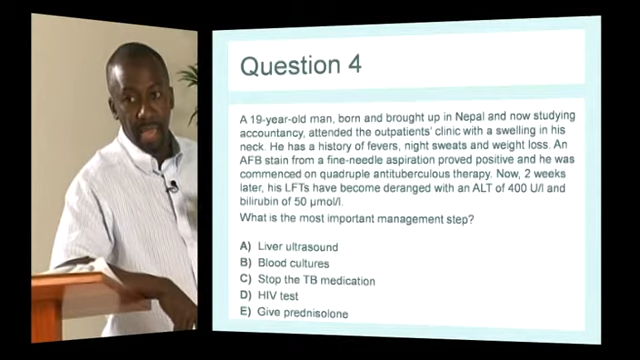 Question 4
A 19-year-old man, born and brought up in Nepal and now studying
accountancy, attended the outpatients' clinic with a swelling in his
neck. He has a history of fevers, night sweats and weight loss. An
AFB stain from a fine-needle aspiration proved positive and he was
commenced on quadruple antituberculous therapy. Now, 2 weeks
later, his LFTs have become deranged with an ALT of 400 U/l and
bilirubin of 50 µmol/l.
What is the most important management step?
A) Liver ultrasound
B) Blood cultures
C) Stop the TB medication
D) HIV test
E) Give prednisolone